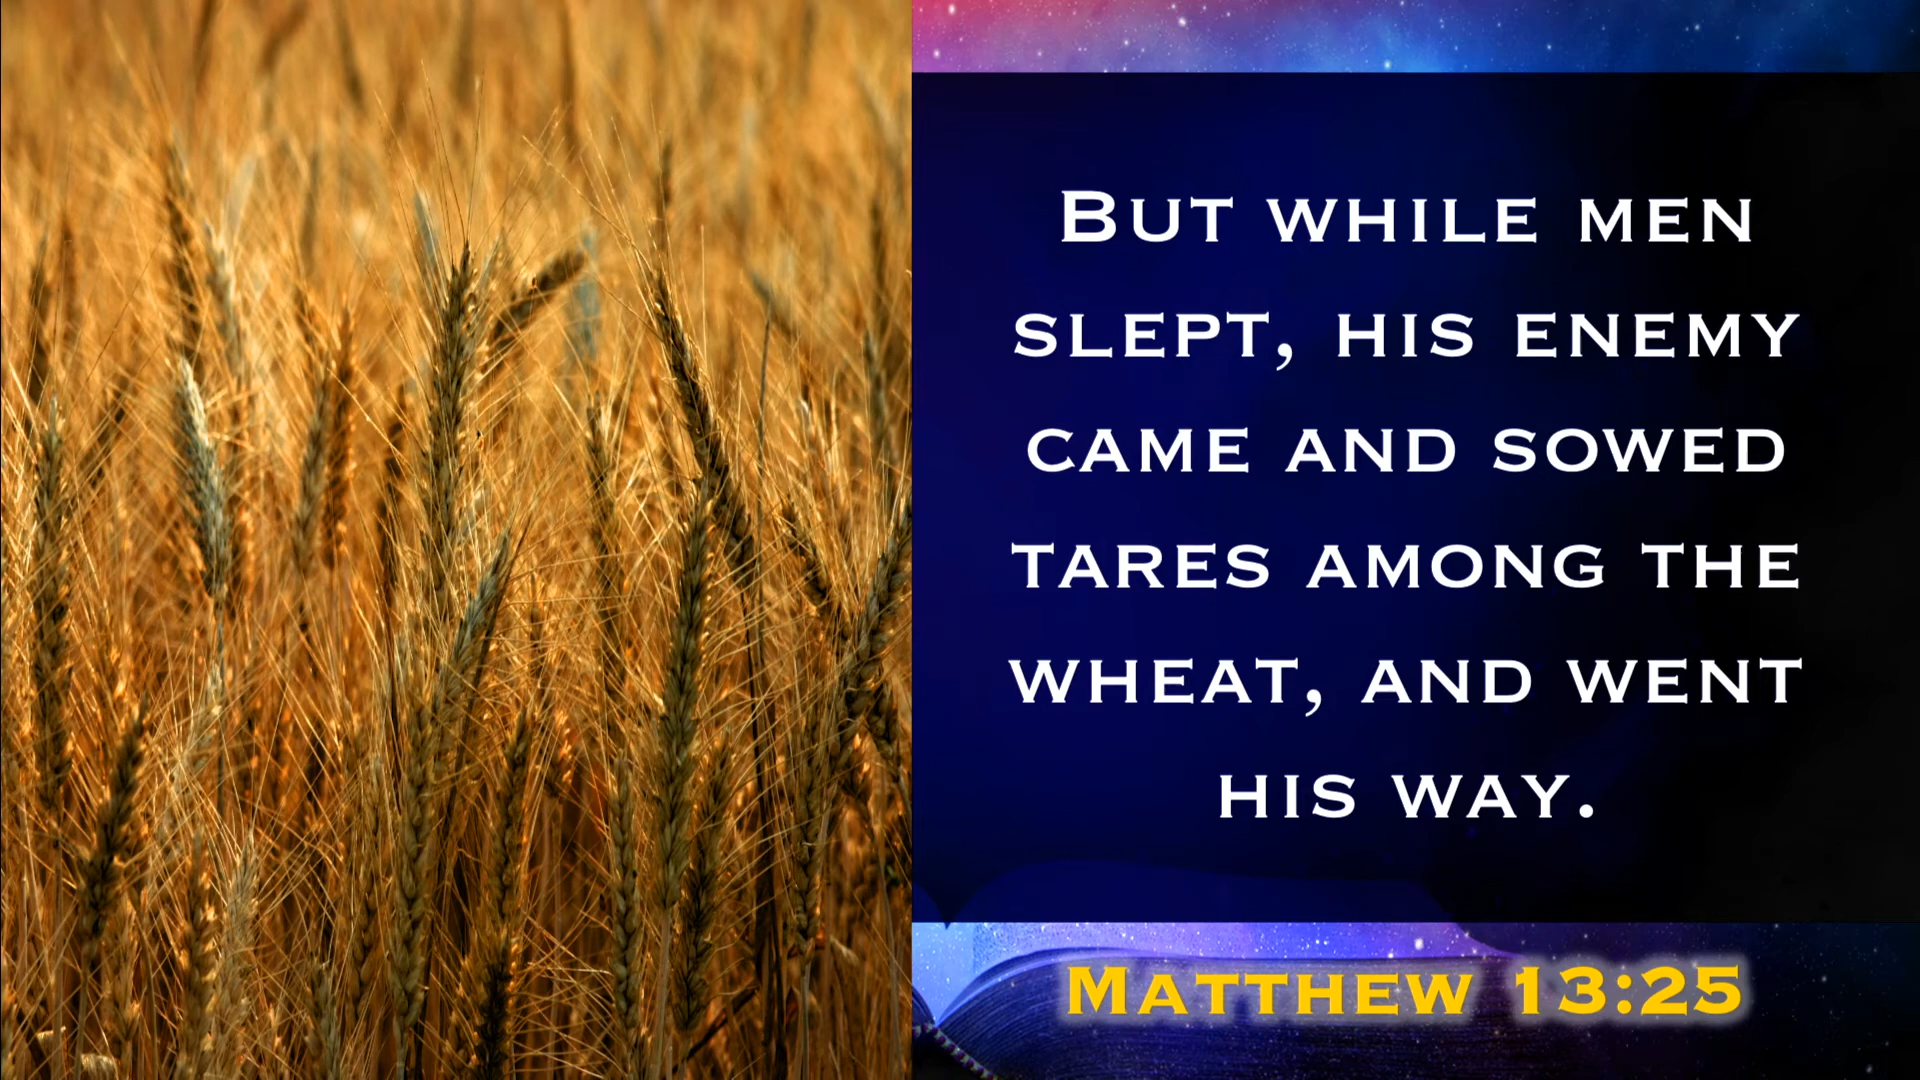 But while men
slept, his enemy
came and sowed
tares among the
wheat, and went
his way.
Matthew 13:25